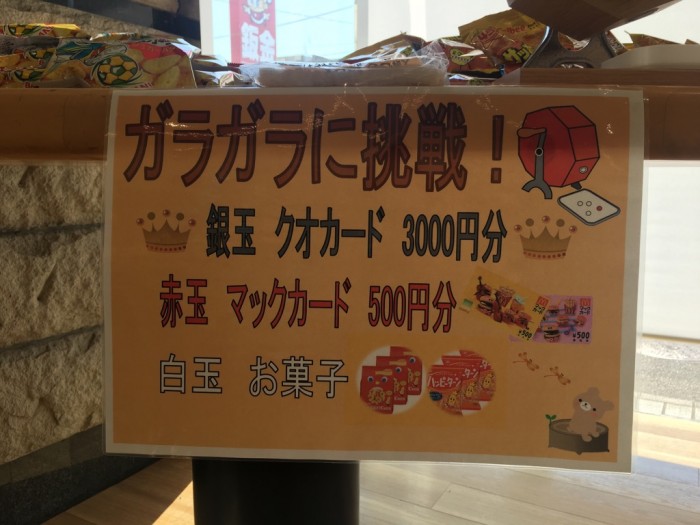 ガラガラに挑戦！
銀玉 クオカード 3000円分
赤玉 マックカード 500円分
白玉 お菓子